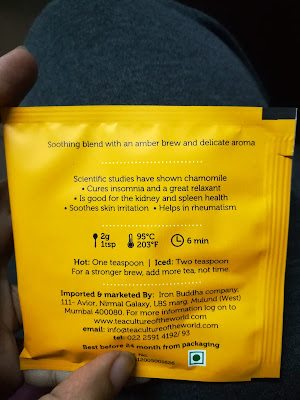 Soothing blend with an amber brew and delicate aroma
Scientific studies have shown chamomile
• Cures insomnia and a great relaxant
• Is good for the kidney and spleen health
• Soothes skin irritation • Helps in rheumatism
2g 95°C 6 min
1tsp 203°F
Hot: One teaspoon | Iced: Two teaspoon
For a stronger brew, add more tea, not time
Imported & marketed By: Iron Buddha company,
111- Avior, Nirmal Galaxy, LBS marg. Mulund (West)
Mumbai 400080. For more information log on to
www.teacultureoftheworld.com
email: info@teacultureoftheworld.com
tel: 022 2591 4192/ 93
Best before 24 month from packaging